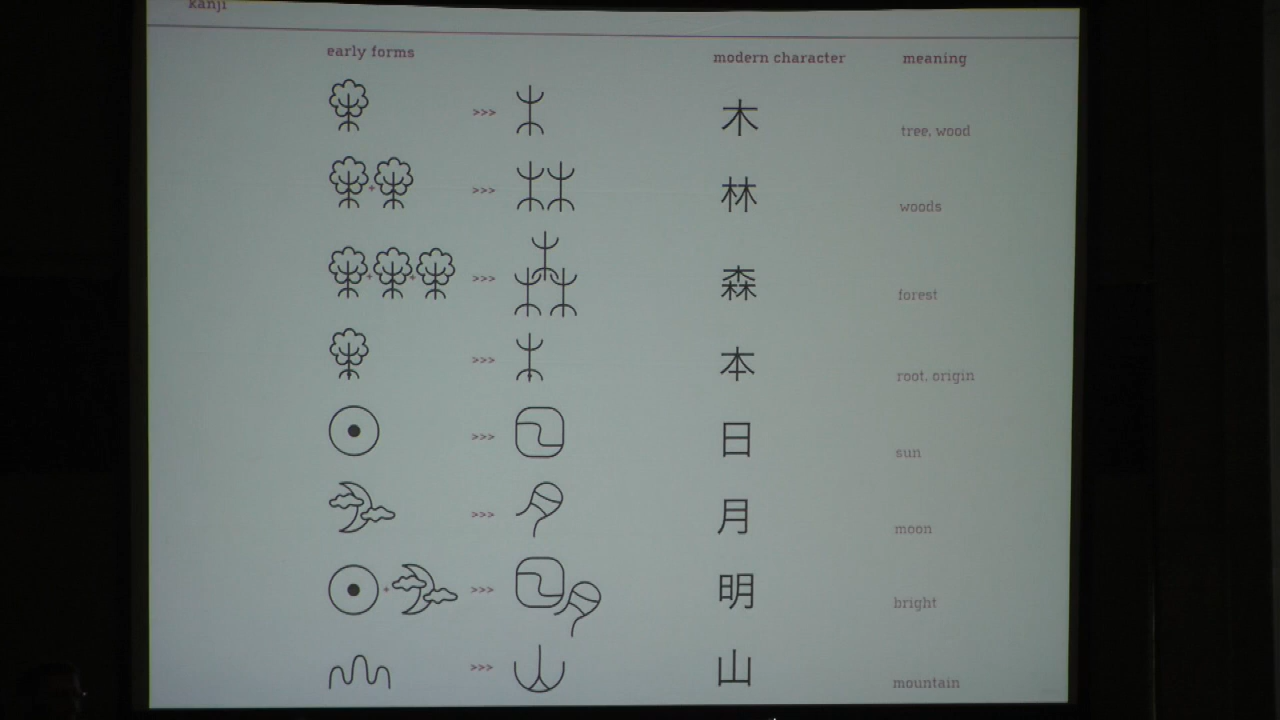 kanji
early forms modern character meaning
>>> 木 tree, wood
+ >>> 林 woods
+ + >>> 森 forest
>>> 本 root, origin
>>> 日 sun
>>> 月 moon
+ >>> 明 bright
>>> 山 mountain